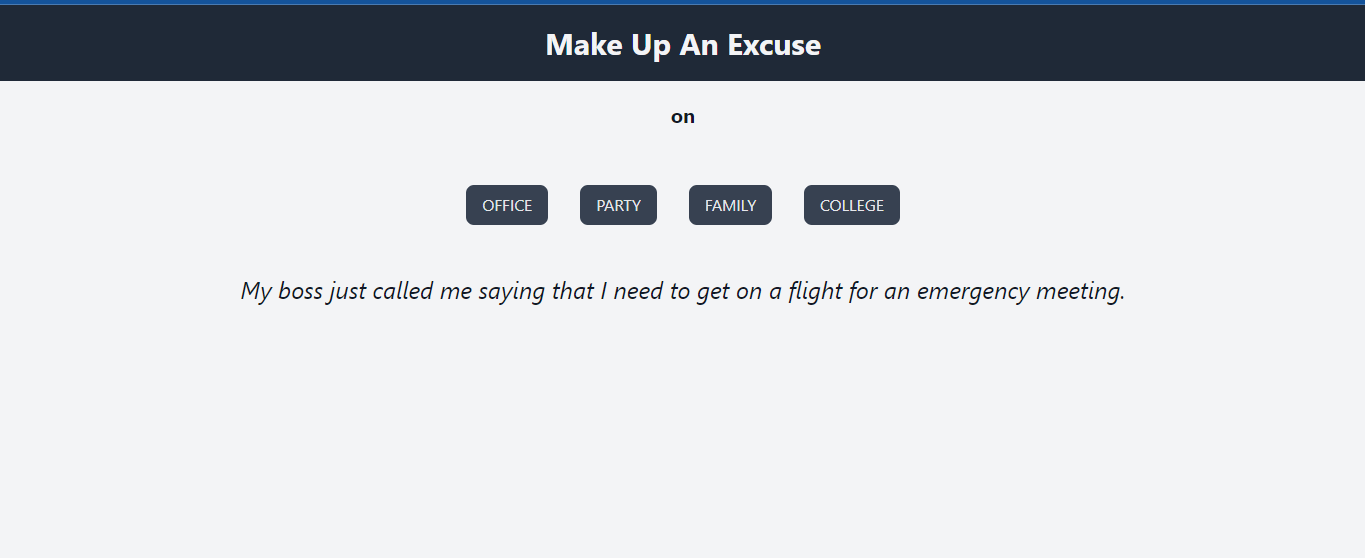 Make Up An Excuse
on
OFFICE PARTY FAMILY COLLEGE
My boss just called me saying that I need to get on a flight for an emergency meeting.